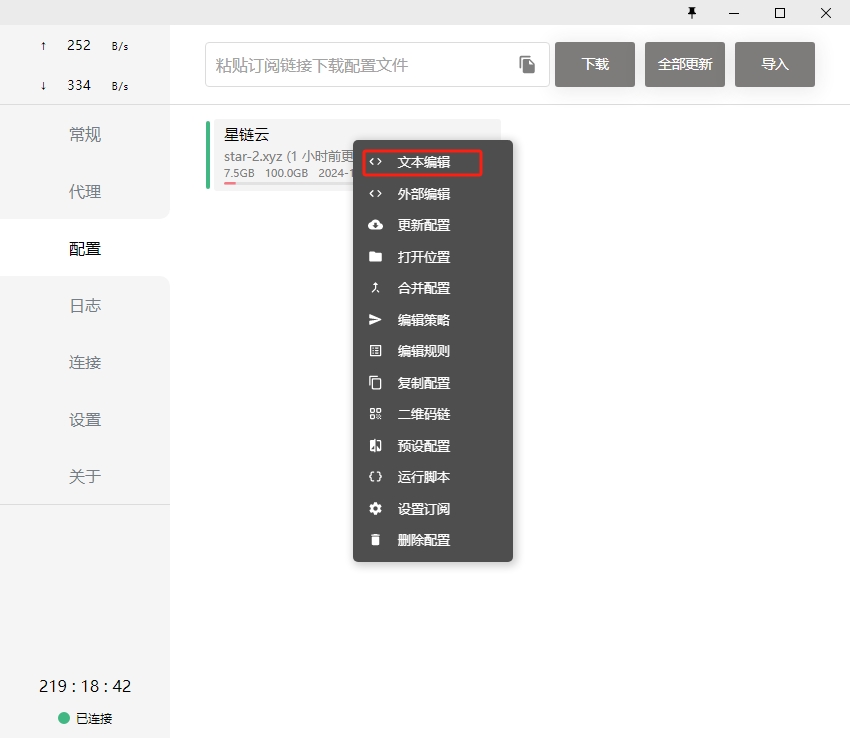 ↑ 252 B/s
↓ 334 B/s
粘贴订阅链接下载配置文件
下载
全部更新
导入
常规
代理
配置
日志
连接
设置
关于
星链云
star-2.xyz (1 小时前更
7.5GB 100.0GB 2024-1
文本编辑
外部编辑
更新配置
打开位置
合并配置
编辑策略
编辑规则
复制配置
二维码链
预设配置
运行脚本
设置订阅
删除配置
219 : 18 : 42
已连接